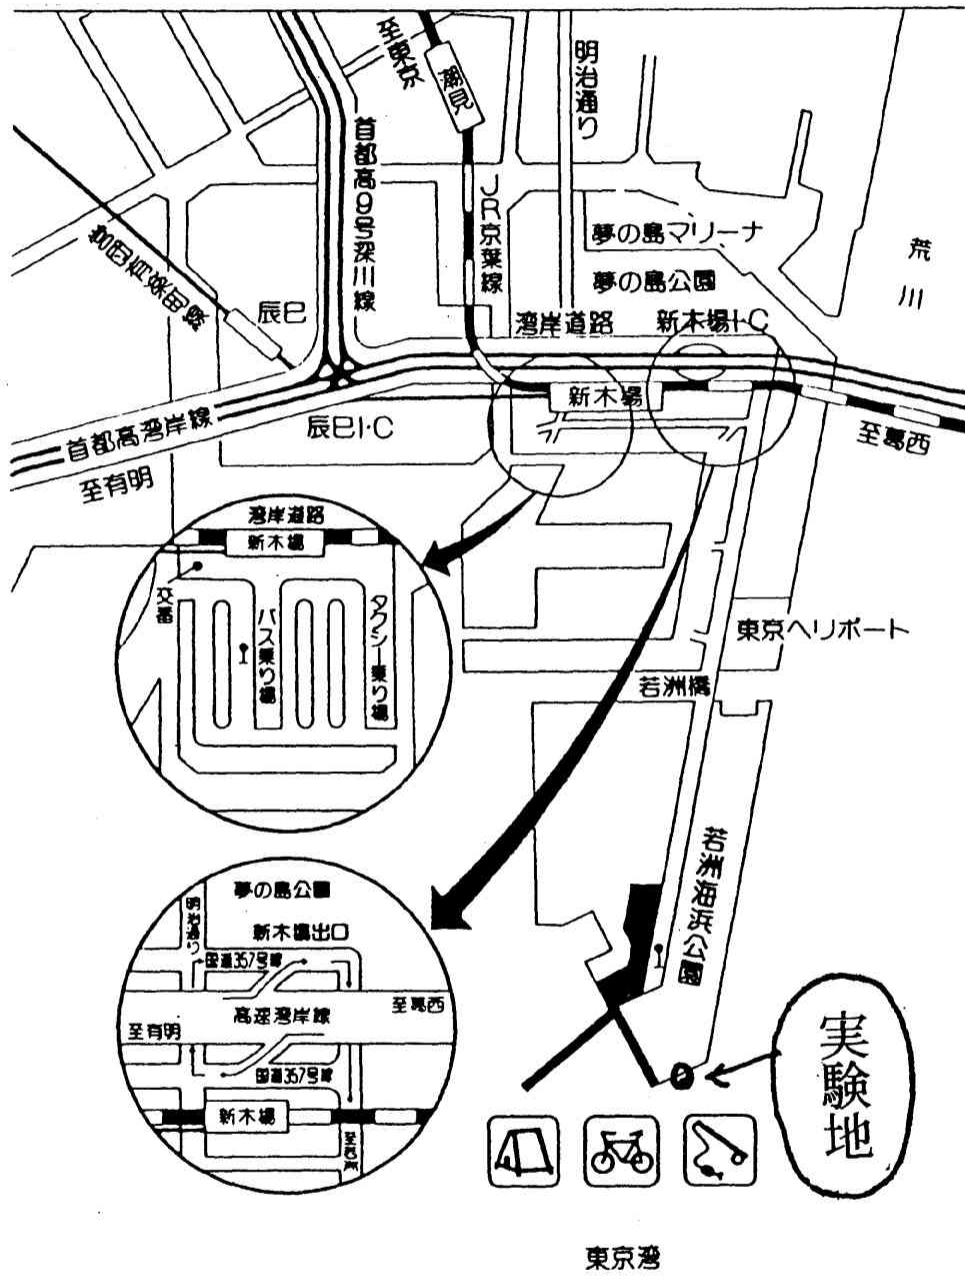 至東京
潮見
明治通り
首都高9号深川線
JR京葉線
夢の島マリーナ
夢の島公園
荒川
辰巳
湾岸道路
新木場I・C
新木場
首都高湾岸線
辰巳I・C
至有明
至葛西
湾岸道路
新木場
交番
バス乗り場
タクシー乗り場
東京ヘリポート
若洲橋
若洲海浜公園
夢の島公園
明治通り
新木場出口
国道357号線
至葛西
高速湾岸線
至有明
国道357号線
新木場
実験地
東京湾